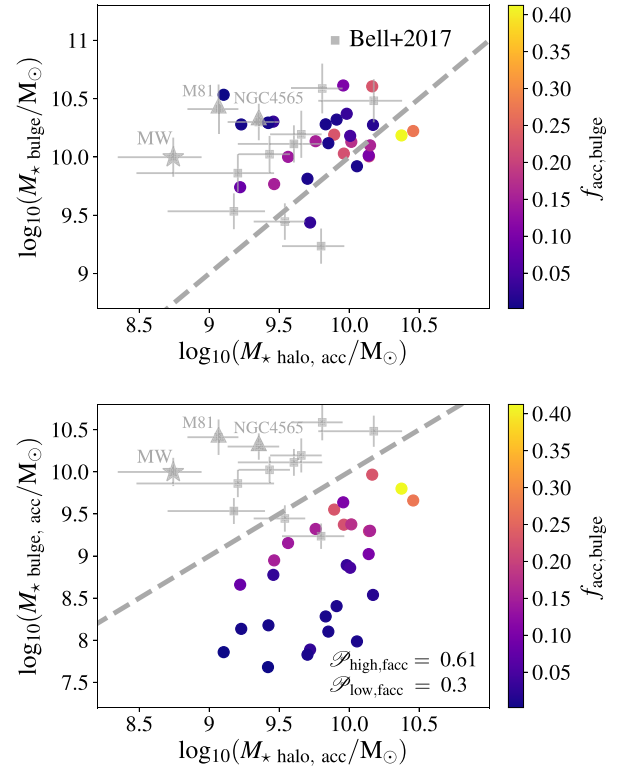 Bell+2017
M81
NGC4565
MW
11
10.5
10.0
9.5
9
8.5
9
9.5
10.0
10.5
log₁₀(M⋆ bulge/M⊙)
log₁₀(M⋆ halo, acc/M⊙)
0.40
0.35
0.30
0.25
0.20
0.15
0.10
0.05
f_acc,bulge
M81
NGC4565
MW
10.5
10.0
9.5
9
8.5
8
7.5
8.5
9
9.5
10.0
10.5
log₁₀(M⋆ bulge, acc/M⊙)
𝒫_high,facc = 0.61
𝒫_low,facc = 0.3
log₁₀(M⋆ halo, acc/M⊙)
0.40
0.35
0.30
0.25
0.20
0.15
0.10
0.05
f_acc,bulge